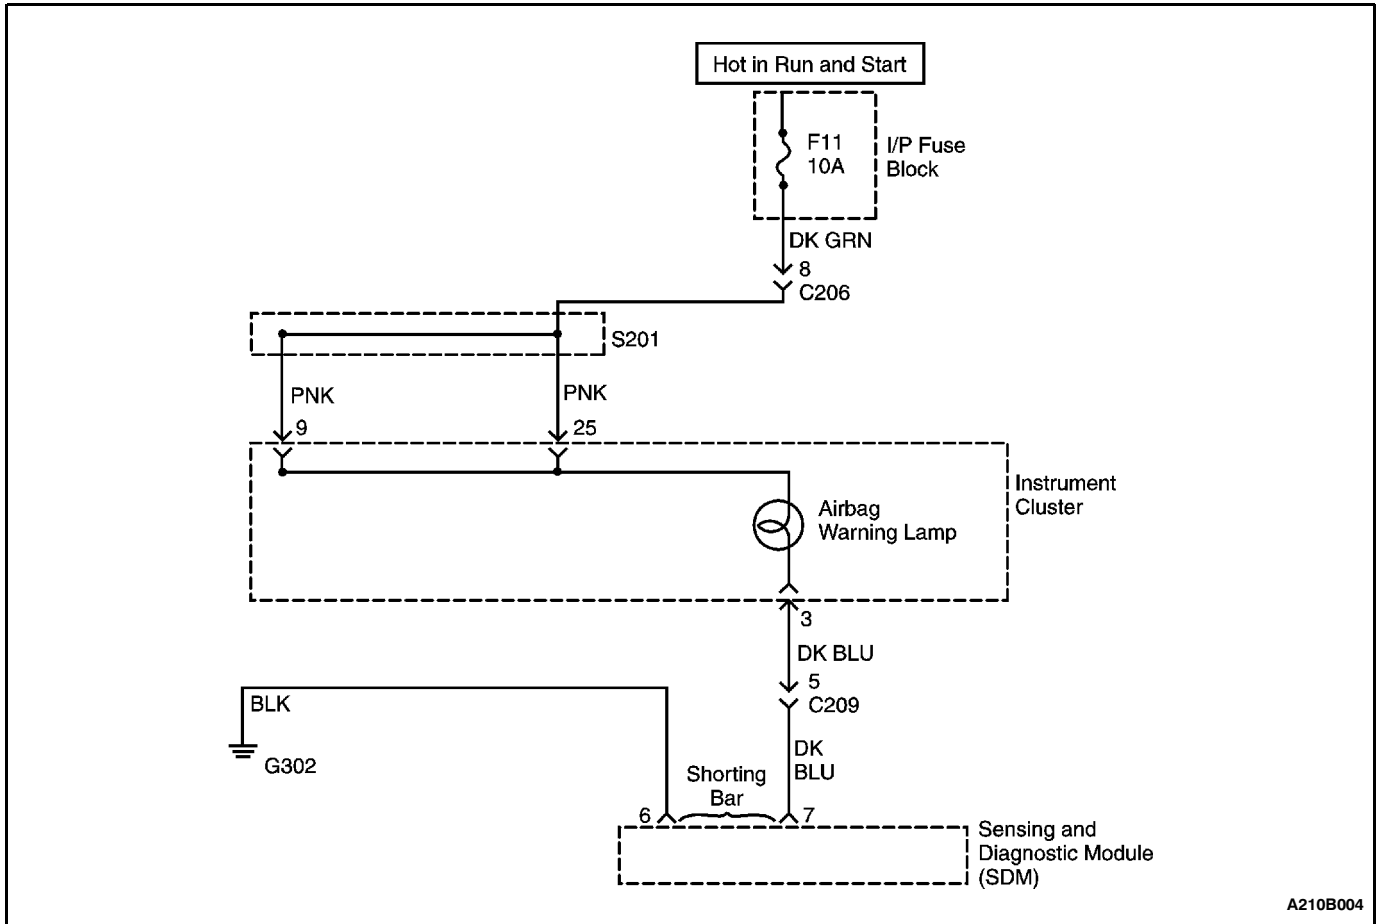 Hot in Run and Start
F11
10A
I/P Fuse
Block
DK GRN
8
C206
S201
PNK
PNK
9
25
Instrument
Cluster
Airbag
Warning Lamp
3
DK BLU
5
C209
BLK
G302
DK
BLU
Shorting
Bar
6
7
Sensing and
Diagnostic Module
(SDM)
A210B004